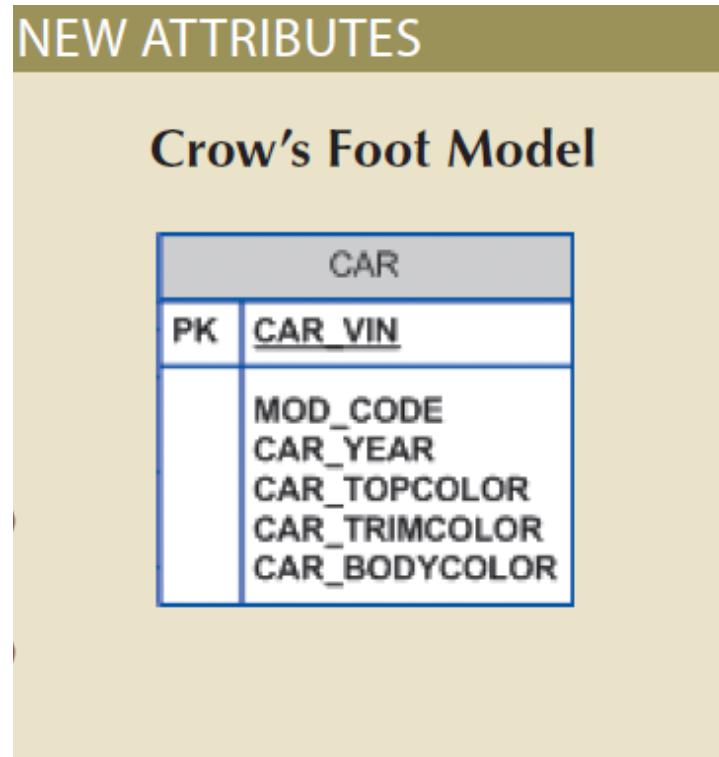 NEW ATTRIBUTES
Crow's Foot Model
CAR
PK CAR_VIN
MOD_CODE
CAR_YEAR
CAR_TOPCOLOR
CAR_TRIMCOLOR
CAR_BODYCOLOR